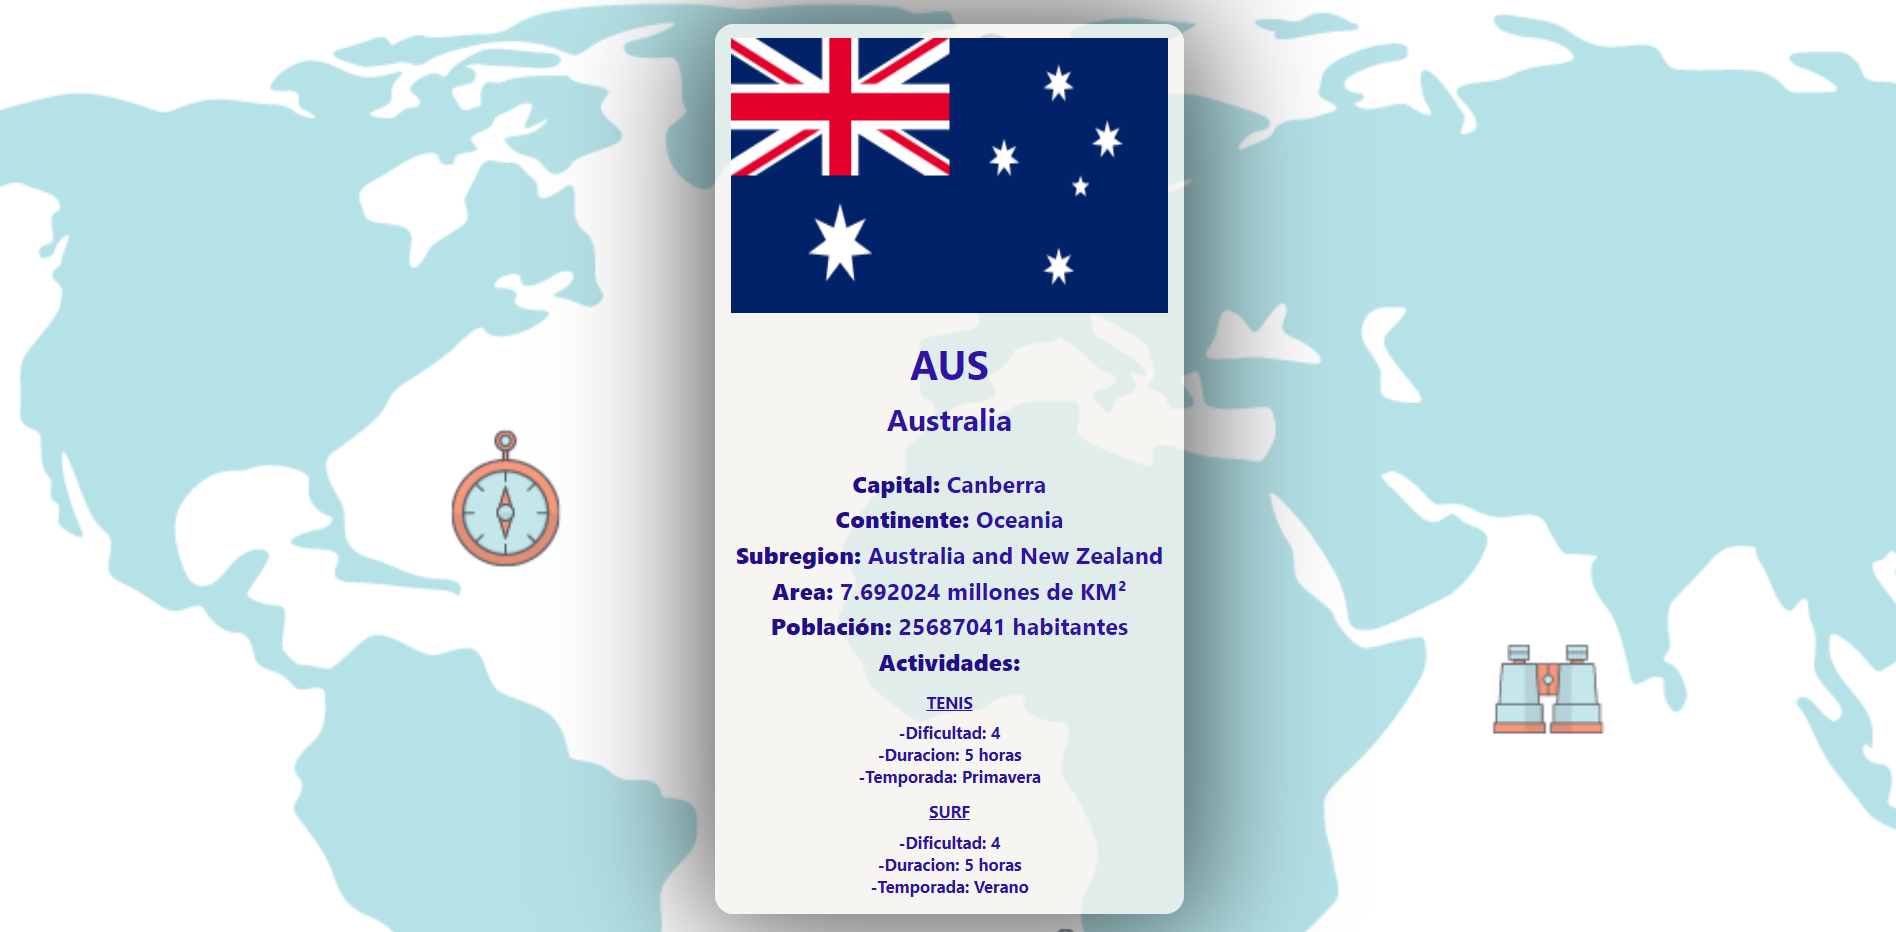 AUS
Australia
Capital: Canberra
Continente: Oceania
Subregion: Australia and New Zealand
Area: 7.692024 millones de KM²
Población: 25687041 habitantes
Actividades:
TENIS
-Dificultad: 4
-Duracion: 5 horas
-Temporada: Primavera
SURF
-Dificultad: 4
-Duracion: 5 horas
-Temporada: Verano